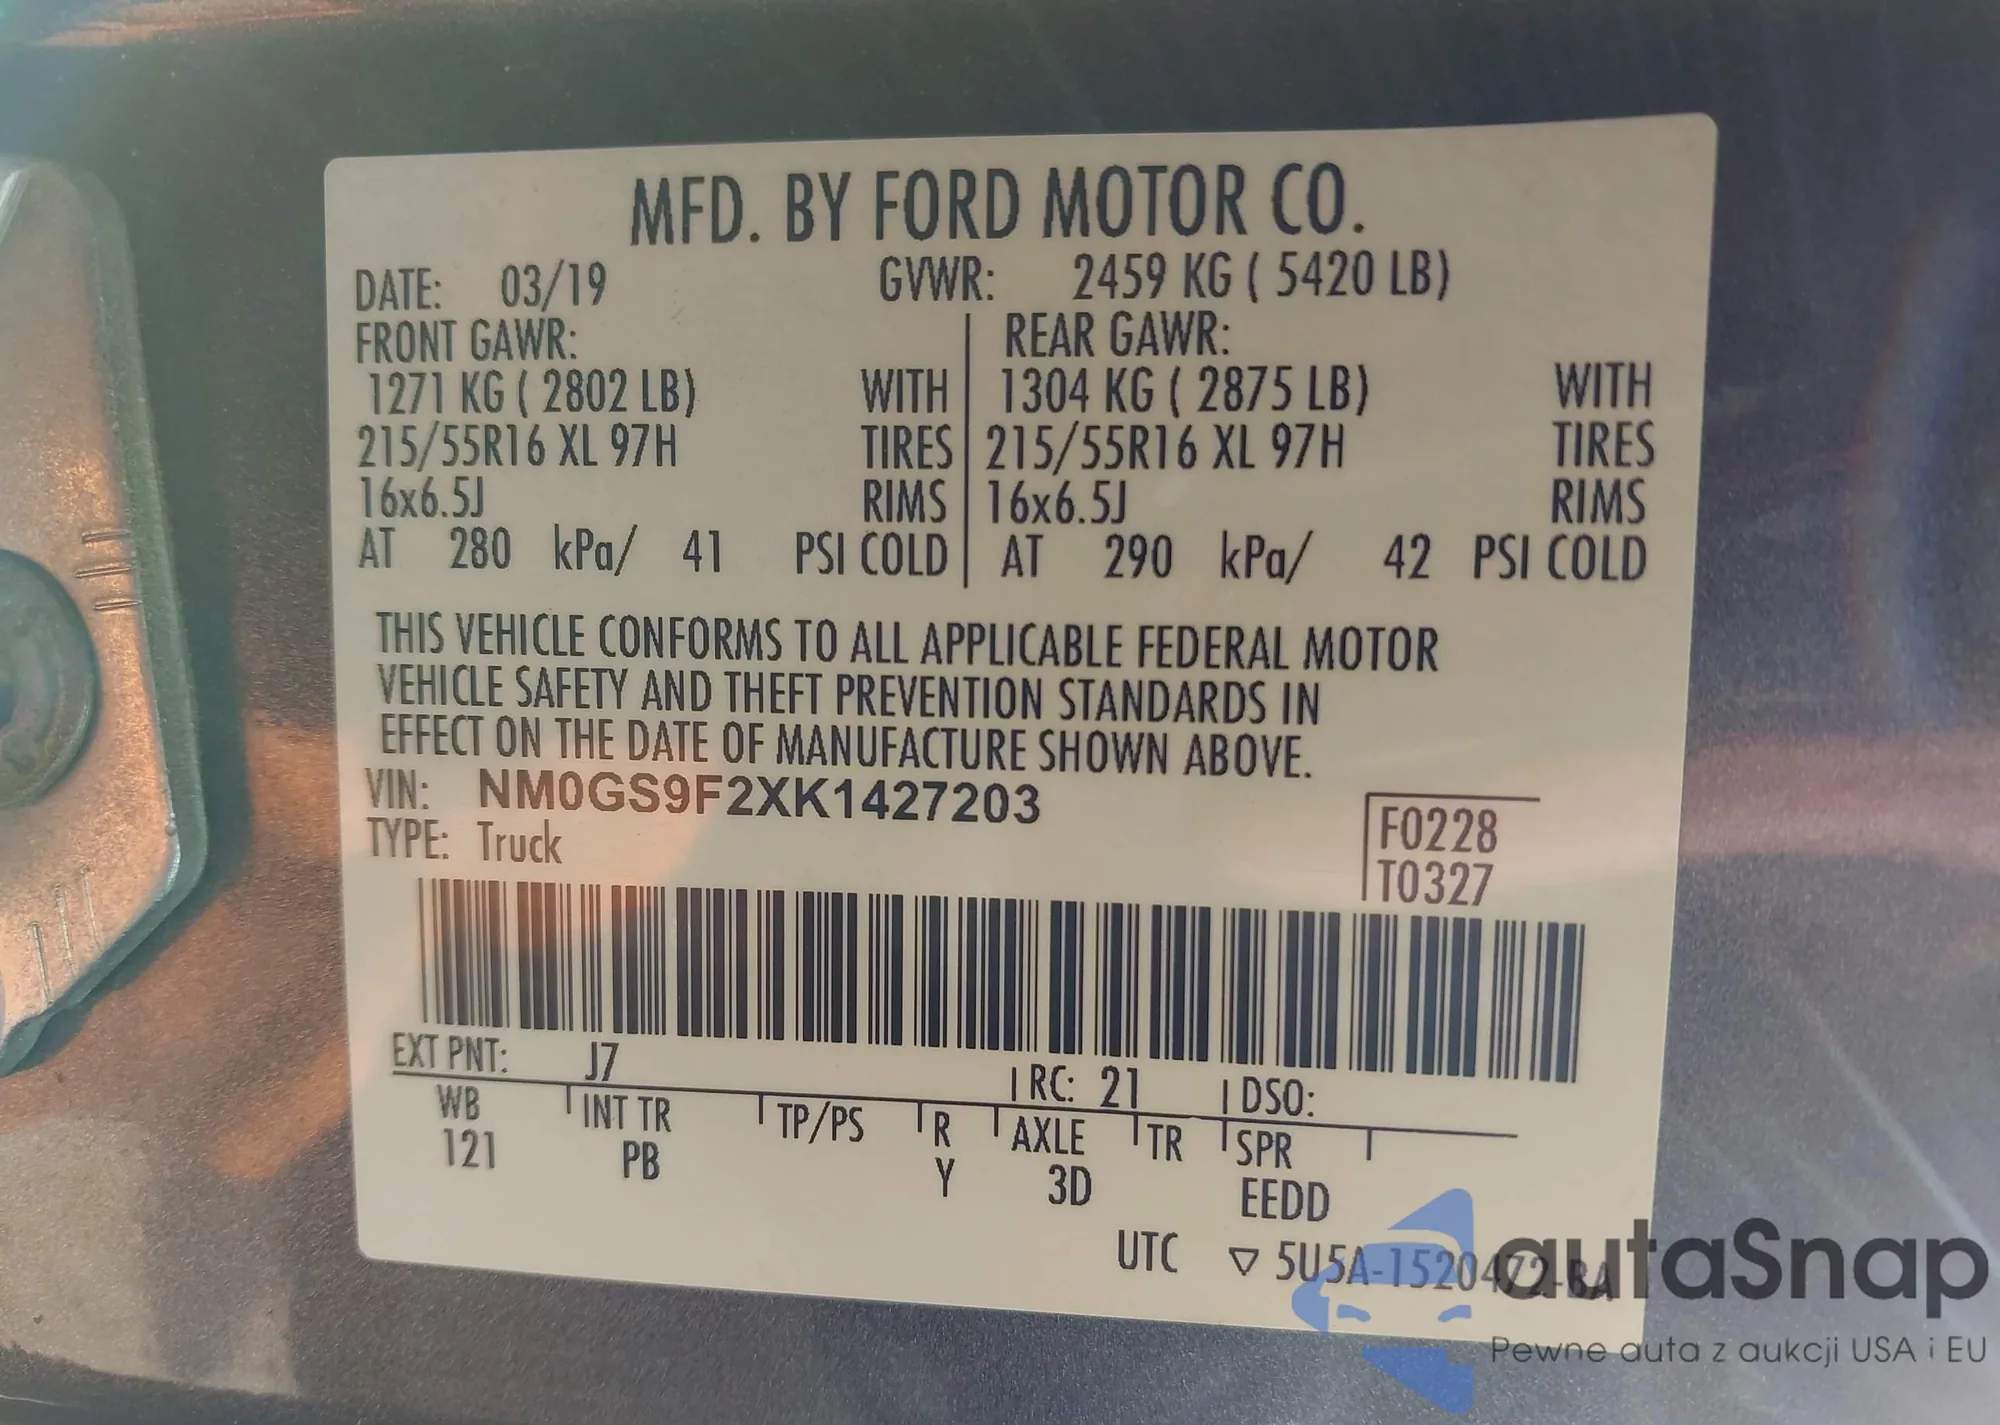 MFD. BY FORD MOTOR CO.
DATE: 03/19 GVWR: 2459 KG ( 5420 LB)
FRONT GAWR: REAR GAWR:
1271 KG ( 2802 LB) WITH 1304 KG ( 2875 LB) WITH
215/55R16 XL 97H TIRES 215/55R16 XL 97H TIRES
16x6.5J RIMS 16x6.5J RIMS
AT 280 kPa/ 41 PSI COLD AT 290 kPa/ 42 PSI COLD
THIS VEHICLE CONFORMS TO ALL APPLICABLE FEDERAL MOTOR
VEHICLE SAFETY AND THEFT PREVENTION STANDARDS IN
EFFECT ON THE DATE OF MANUFACTURE SHOWN ABOVE.
VIN: NM0GS9F2XK1427203
TYPE: Truck
F0228
T0327
EXT PNT: J7 RC: 21 DSO:
WB INT TR TP/PS R AXLE TR SPR
121 PB Y 3D EEDD
UTC ▽ 5U5A-1520472-BA
autaSnap
Pewne auta z aukcji USA i EU